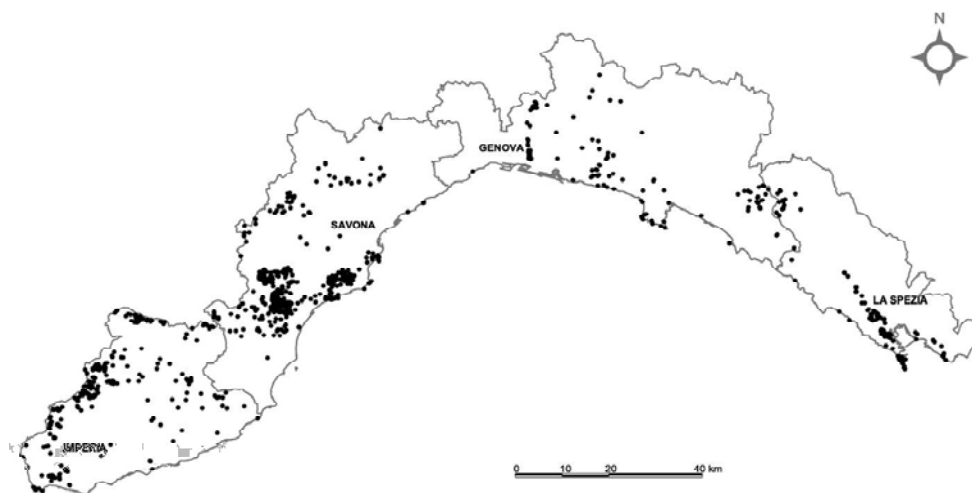 N
GENOVA
SAVONA
LA SPEZIA
IMPERIA
0 10 20 40 km